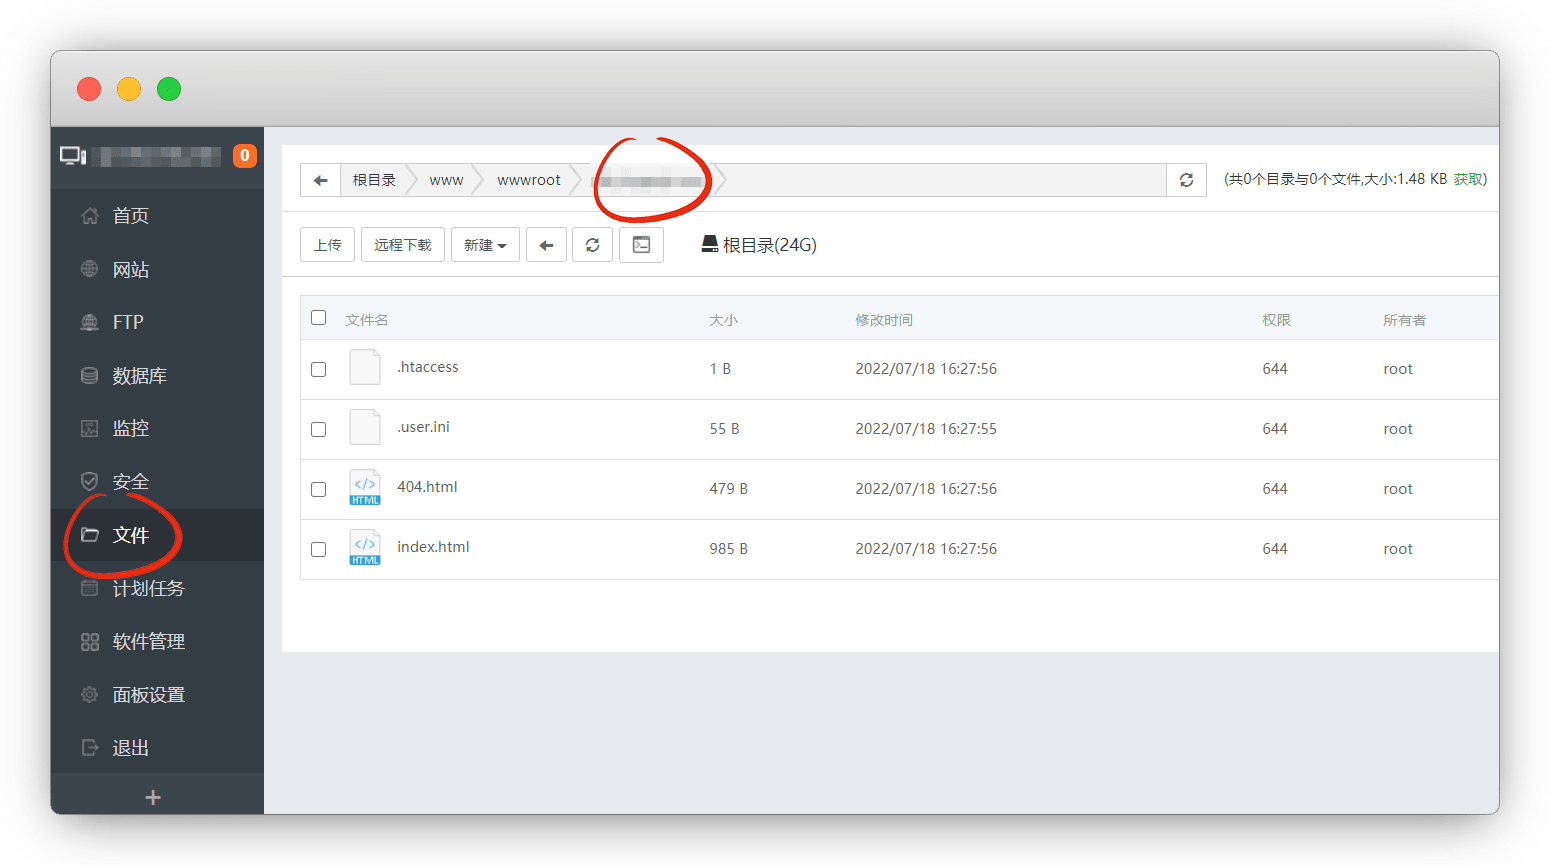 0
首页
网站
FTP
数据库
监控
安全
文件
计划任务
软件管理
面板设置
退出
+
根目录 www wwwroot
(共0个目录与0个文件,大小:1.48 KB 获取)
上传 远程下载 新建 根目录(24G)
文件名 大小 修改时间 权限 所有者
.htaccess 1 B 2022/07/18 16:27:56 644 root
.user.ini 55 B 2022/07/18 16:27:55 644 root
HTML 404.html 479 B 2022/07/18 16:27:56 644 root
HTML index.html 985 B 2022/07/18 16:27:56 644 root